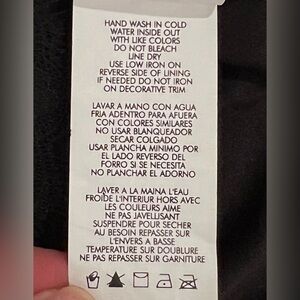 HAND WASH IN COLD
WATER INSIDE OUT
WITH LIKE COLORS
DO NOT BLEACH
LINE DRY
USE LOW IRON ON
REVERSE SIDE OF LINING
IF NEEDED DO NOT IRON
ON DECORATIVE TRIM
LAVAR A MANO CON AGUA
FRIA ADENTRO PARA AFUERA
CON COLORES SIMILARES
NO USAR BLANQUEADOR
SECAR COLGADO
USAR PLANCHA MINIMO POR
EL LADO REVERSO DEL
FORRO SI SE NECESITA
NO PLANCHAR EL ADORNO
LAVER A LA MAINA L'EAU
FROIDE L'INTERIUR HORS AVEC
LES COULEURS AIME
NE PAS JAVELLISANT
SUSPENDRE POUR SÉCHER
AU BESOIN REPASSER SUR
L'ENVERS A BASSE
TEMPERATURE SUR DOUBLURE
NE PAS REPASSER SUR GARNITURE